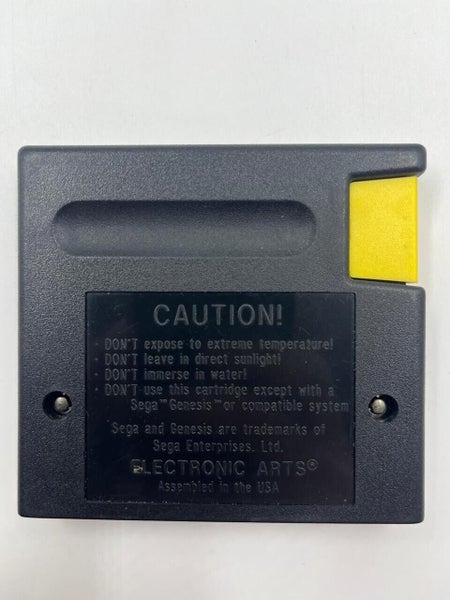 CAUTION!
• DON'T expose to extreme temperature!
• DON'T leave in direct sunlight!
• DON'T immerse in water!
• DON'T use this cartridge except with a
Sega™ Genesis™ or compatible system
Sega and Genesis are trademarks of
Sega Enterprises, Ltd.
ELECTRONIC ARTS®
Assembled in the USA